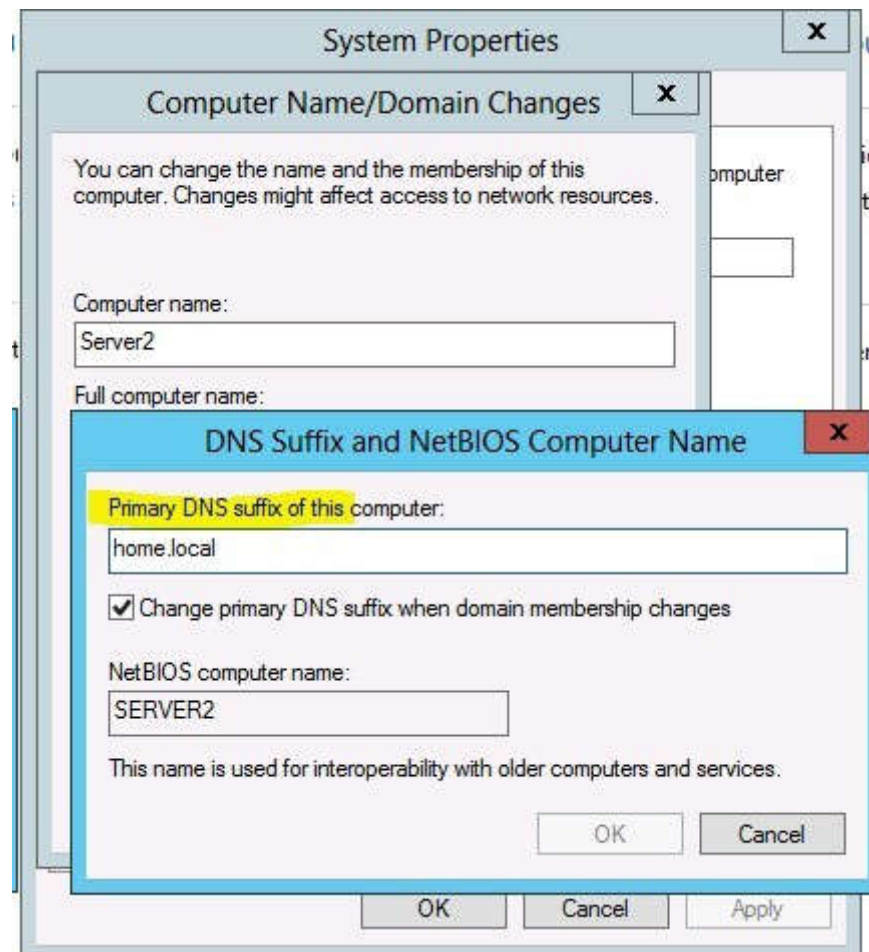 System Properties
x
Computer Name/Domain Changes
x
You can change the name and the membership of this
computer. Changes might affect access to network resources.
omputer
Computer name:
Server2
Full computer name:
DNS Suffix and NetBIOS Computer Name
x
Primary DNS suffix of this computer:
home.local
Change primary DNS suffix when domain membership changes
NetBIOS computer name:
SERVER2
This name is used for interoperability with older computers and services.
OK
Cancel
OK
Cancel
Apply